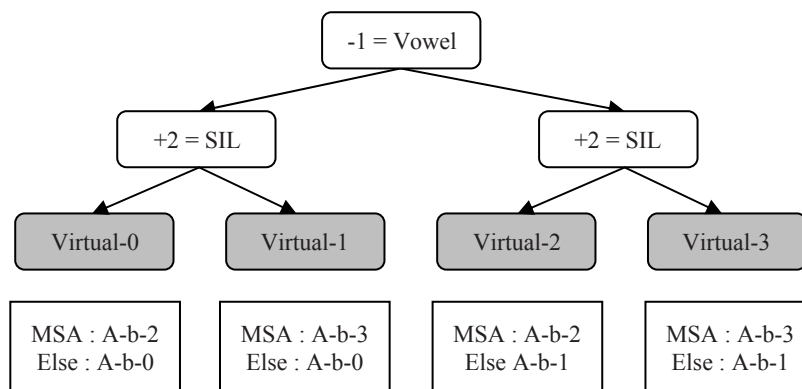 -1 = Vowel
+2 = SIL
+2 = SIL
Virtual-0
Virtual-1
Virtual-2
Virtual-3
MSA : A-b-2
Else : A-b-0
MSA : A-b-3
Else : A-b-0
MSA : A-b-2
Else A-b-1
MSA : A-b-3
Else : A-b-1